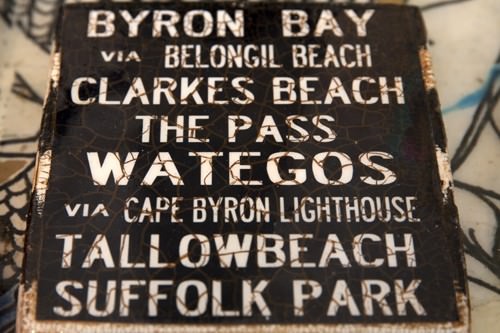 BYRON BAY
VIA BELONGIL BEACH
CLARKES BEACH
THE PASS
WATEGOS
VIA CAPE BYRON LIGHTHOUSE
TALLOWBEACH
SUFFOLK PARK